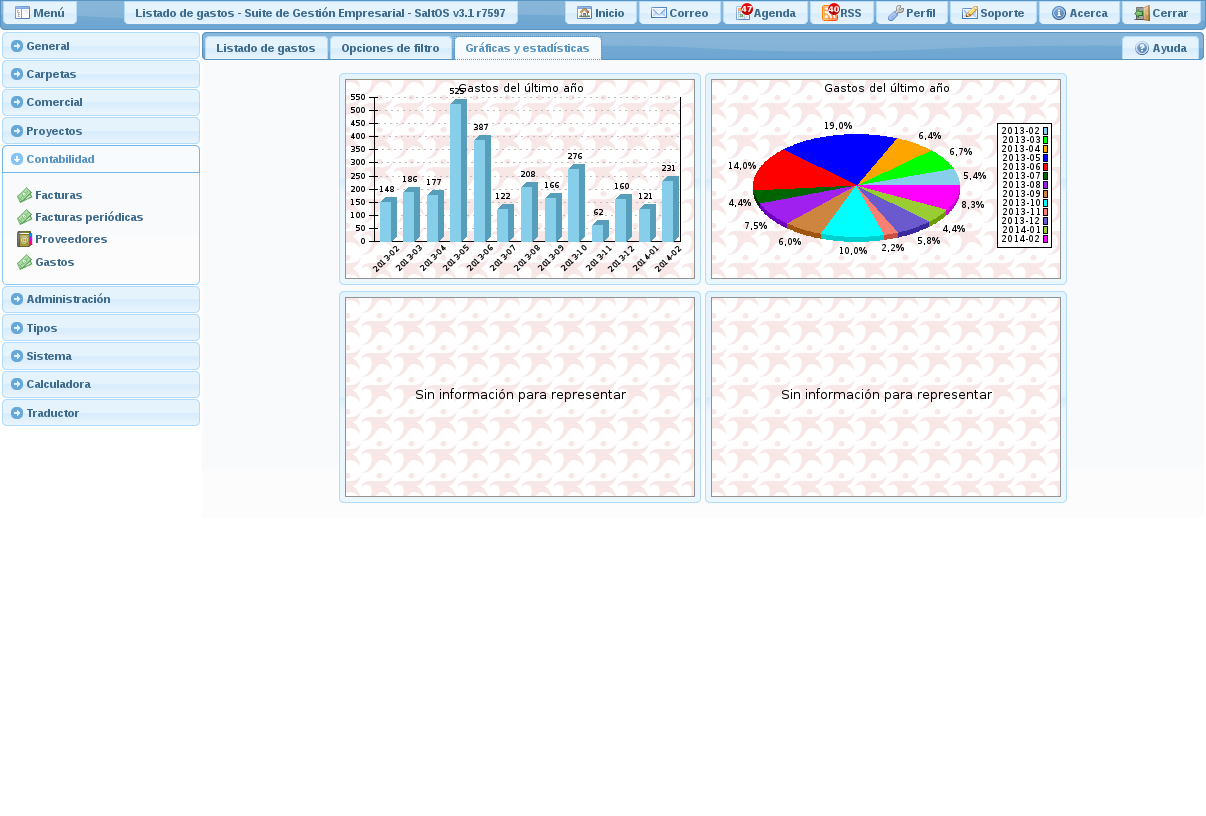 Menú
Listado de gastos - Suite de Gestión Empresarial - SaltOS v3.1 r7597
Inicio
Correo
47
Agenda
40
RSS
Perfil
Soporte
Acerca
Cerrar
General
Carpetas
Comercial
Proyectos
Contabilidad
Facturas
Facturas periódicas
Proveedores
Gastos
Administración
Tipos
Sistema
Calculadora
Traductor
Listado de gastos
Opciones de filtro
Gráficas y estadísticas
Ayuda
Gastos del último año
550
500
450
400
350
300
250
200
150
100
50
0
148
186
177
525
387
122
208
166
276
62
160
121
231
2013-02
2013-03
2013-04
2013-05
2013-06
2013-07
2013-08
2013-09
2013-10
2013-11
2013-12
2014-01
2014-02
Gastos del último año
19,0%
6,4%
6,7%
5,4%
8,3%
4,4%
5,8%
2,2%
10,0%
6,0%
7,5%
4,4%
14,0%
2013-02
2013-03
2013-04
2013-05
2013-06
2013-07
2013-08
2013-09
2013-10
2013-11
2013-12
2014-01
2014-02
Sin información para representar
Sin información para representar